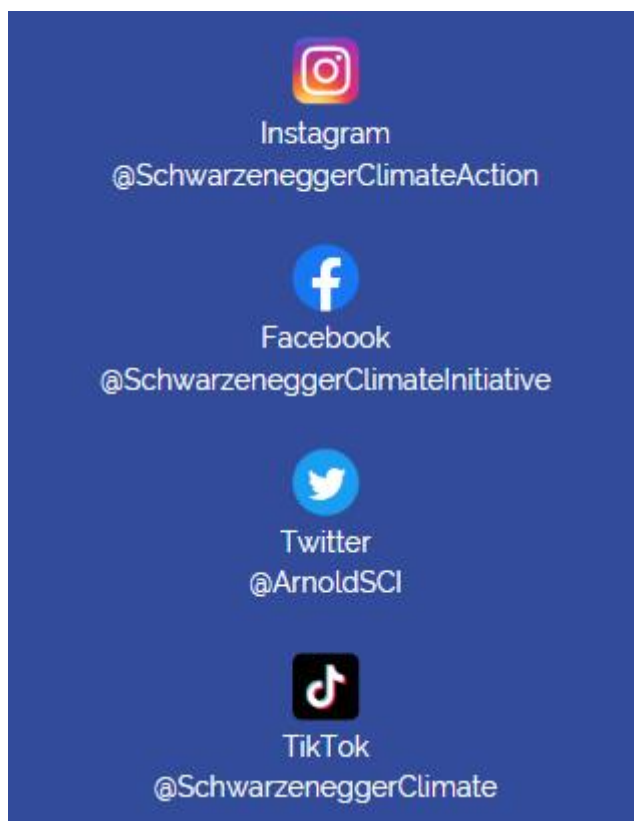 Instagram
@SchwarzeneggerClimateAction
Facebook
@SchwarzeneggerClimateInitiative
Twitter
@ArnoldSCI
TikTok
@SchwarzeneggerClimate